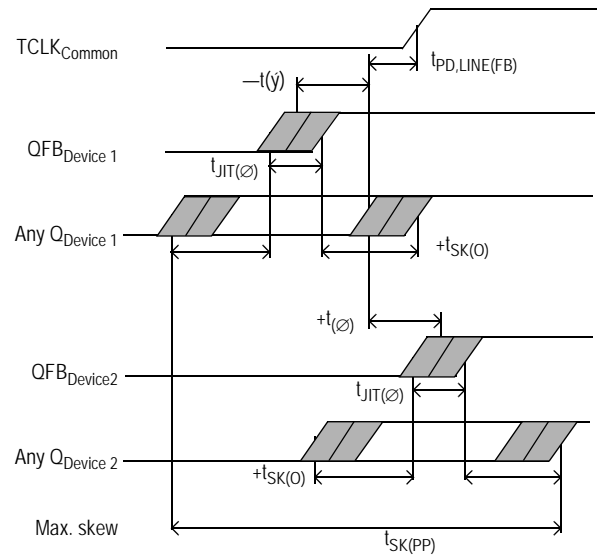 TCLKCommon
tPD,LINE(FB)
—t(ý)
QFBDevice 1
tJIT(∅)
Any QDevice 1
+tSK(O)
+t(∅)
QFBDevice2
tJIT(∅)
Any QDevice 2
+tSK(O)
Max. skew
tSK(PP)